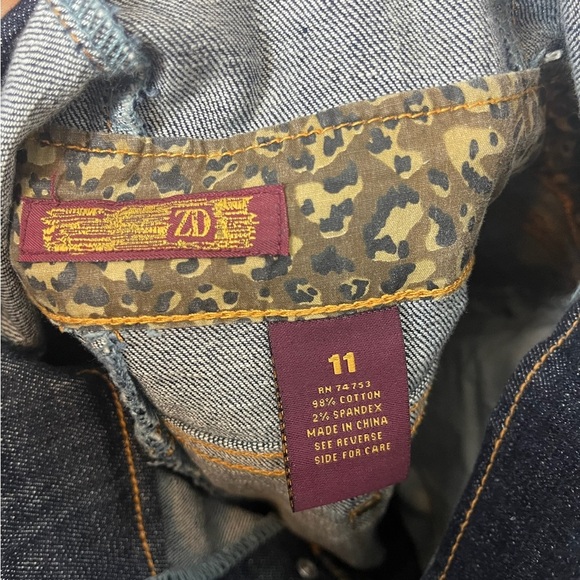 ZD
11
RN 74753
98% COTTON
2% SPANDEX
MADE IN CHINA
SEE REVERSE
SIDE FOR CARE